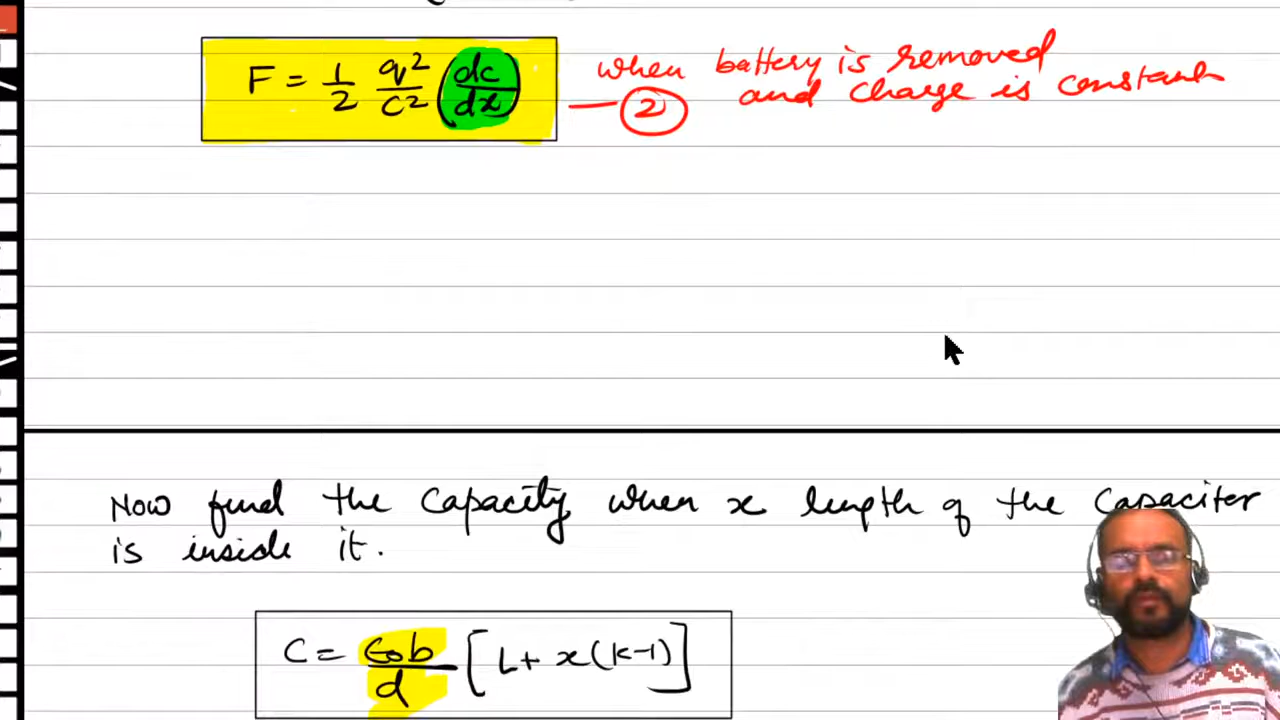 F = 1/2 q²/c² (dc/dx)
when battery is removed
— ② and charge is constant
Now find the capacity when x length of the capacitor
is inside it.
C = ε₀b/d [L + x(k-1)]